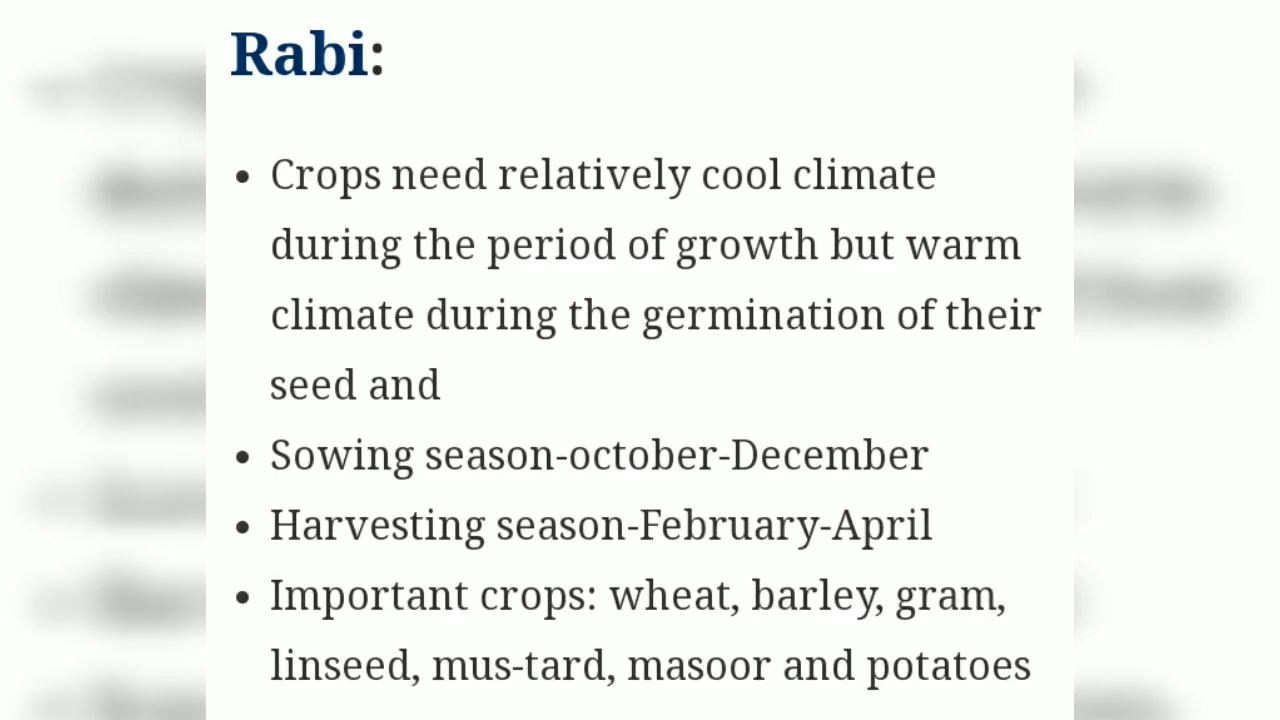 Rabi:
Crops need relatively cool climate
during the period of growth but warm
climate during the germination of their
seed and
Sowing season-october-December
Harvesting season-February-April
Important crops: wheat, barley, gram,
linseed, mus-tard, masoor and potatoes